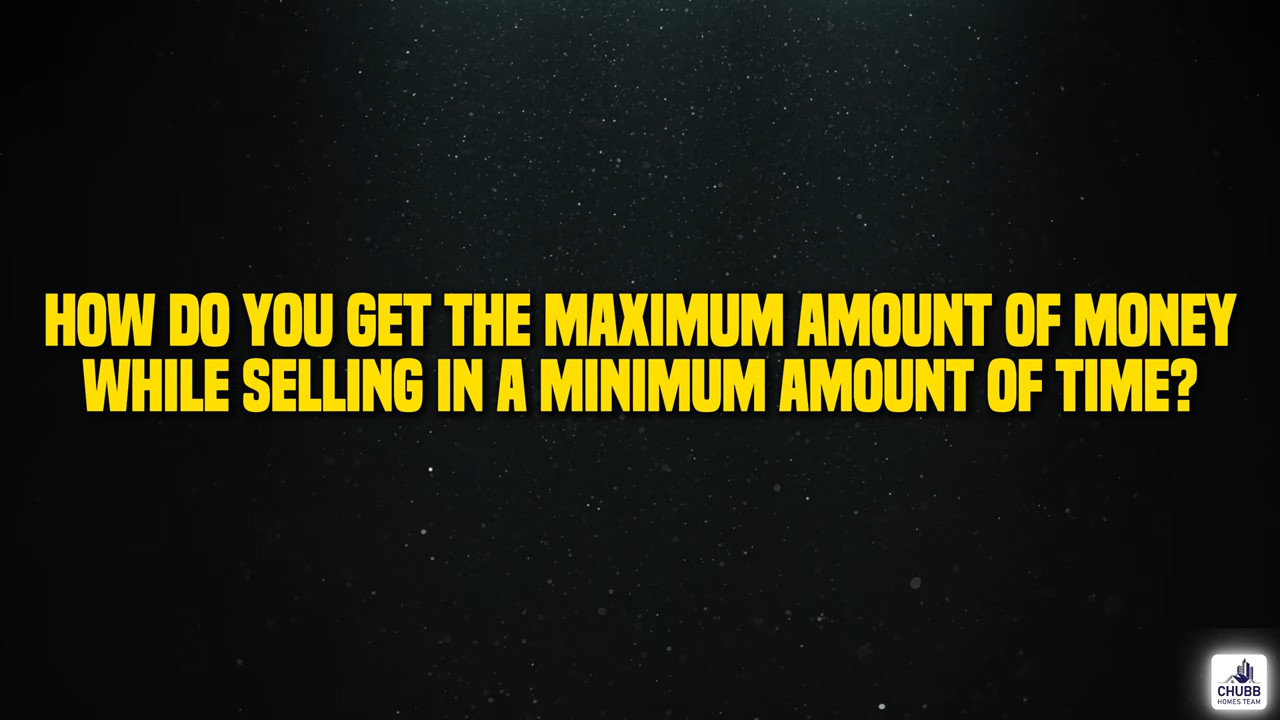 HOW DO YOU GET THE MAXIMUM AMOUNT OF MONEY
WHILE SELLING IN A MINIMUM AMOUNT OF TIME?
CHUBB
HOMES TEAM